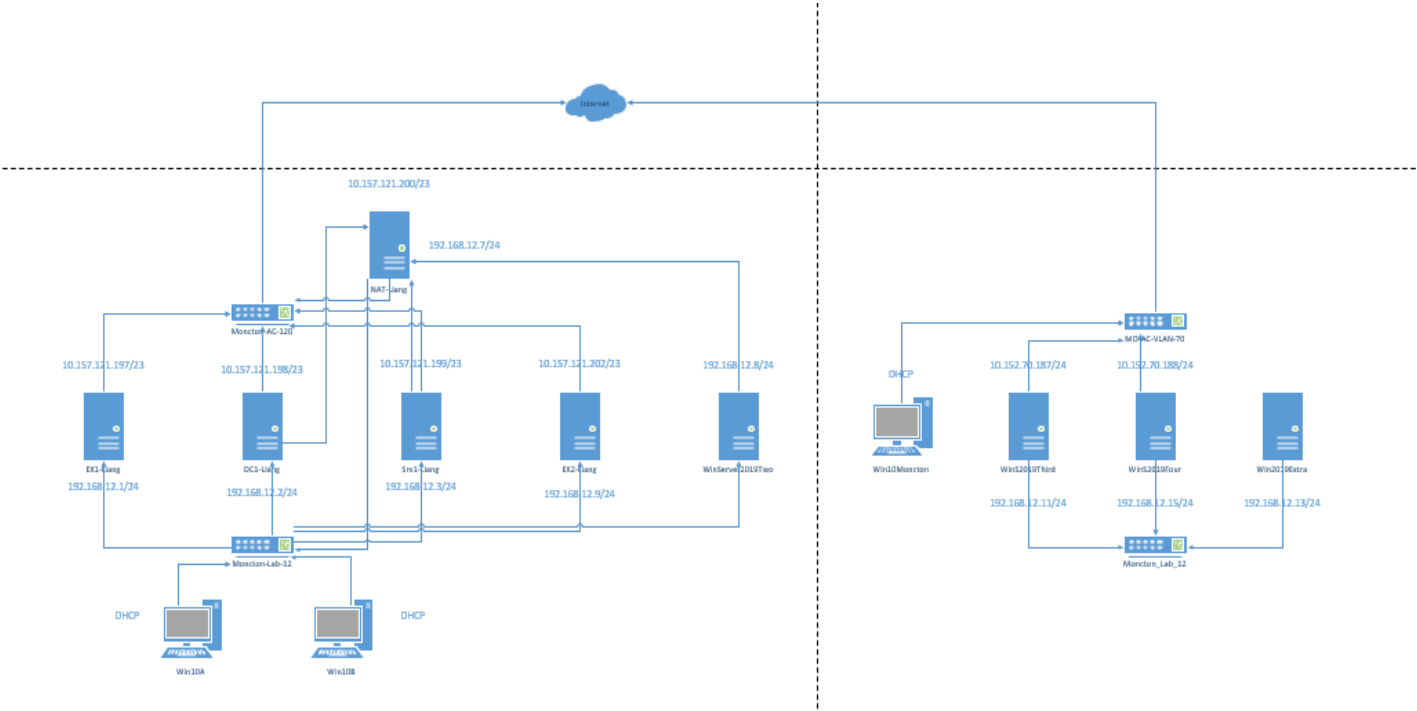 Internet
10.157.121.200/23
192.168.12.7/24
NAT-Liang
Moncton-AC-120
MO-AC-VLAN-70
10.157.121.197/23
10.157.121.198/23
10.157.121.199/23
10.157.121.202/23
192.168.12.8/24
DHCP
10.152.70.187/24
10.152.70.188/24
EX1-Liang
DC1-Liang
Srv1-Liang
EX2-Liang
WinServer2019Two
Win10Moncton
WinS2019Third
WinS2019Four
Win2019Extra
192.168.12.1/24
192.168.12.2/24
192.168.12.3/24
192.168.12.9/24
192.168.12.11/24
192.168.12.15/24
192.168.12.13/24
Moncton-Lab-12
Moncton_Lab_12
DHCP
DHCP
Win10A
Win10B